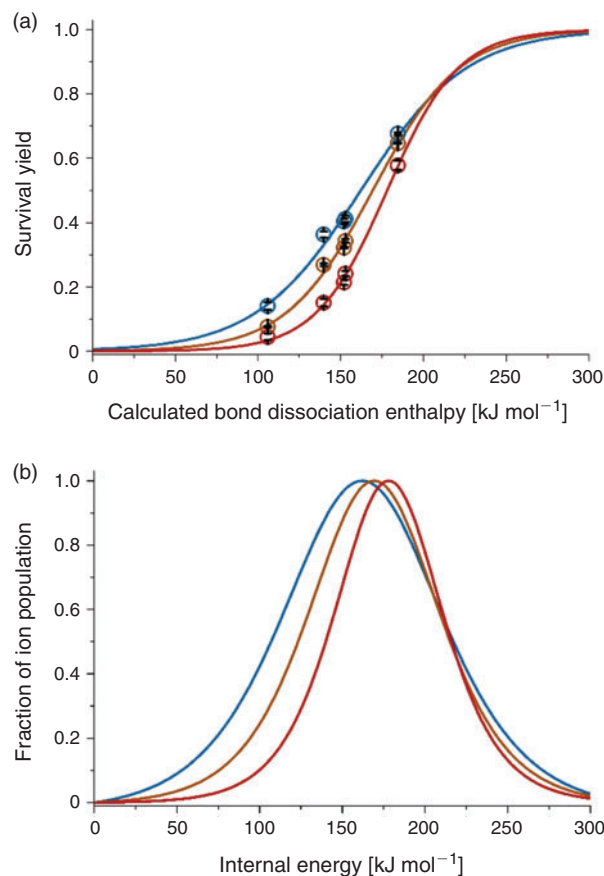 (a)
1.0
0.8
0.6
0.4
0.2
0
Survival yield
0 50 100 150 200 250 300
Calculated bond dissociation enthalpy [kJ mol⁻¹]
(b)
1.0
0.8
0.6
0.4
0.2
0
Fraction of ion population
0 50 100 150 200 250 300
Internal energy [kJ mol⁻¹]